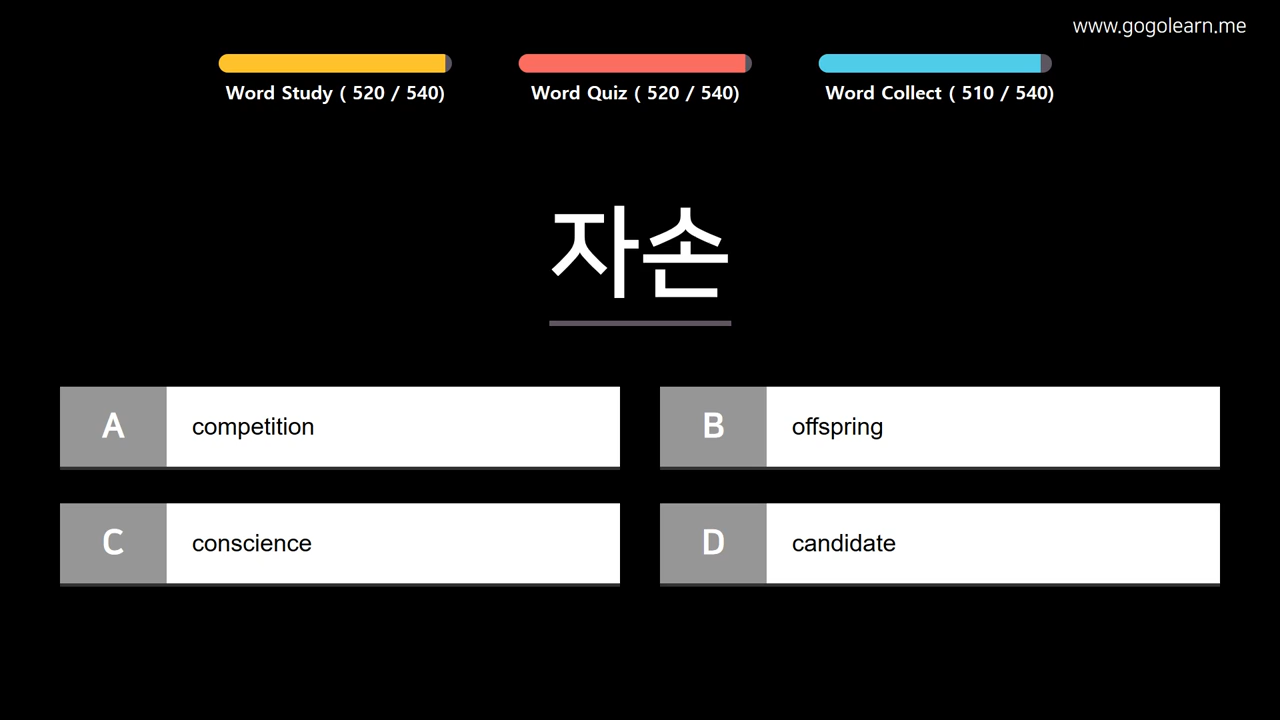 www.gogolearn.me
Word Study ( 520 / 540)
Word Quiz ( 520 / 540)
Word Collect ( 510 / 540)
자손
A competition
B offspring
C conscience
D candidate